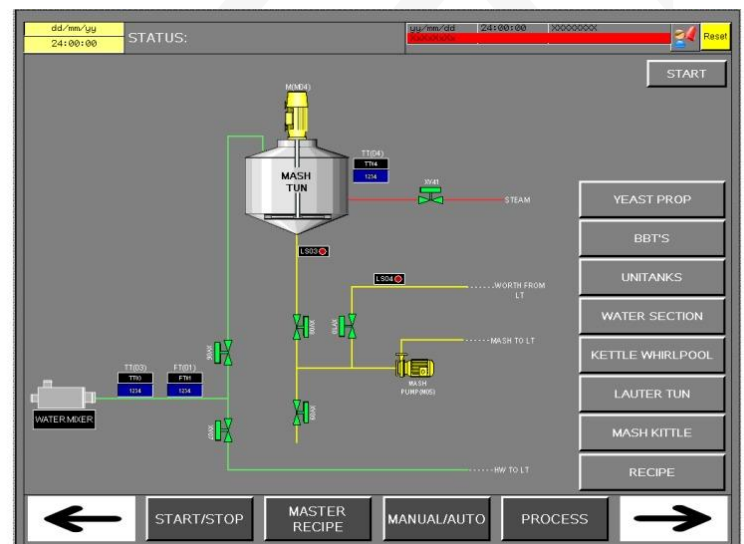 dd/mm/yy
24:00:00
STATUS:
yy/mm/dd 24:00:00 XXXXXXXX
XXXXXXXX
Reset
START
M(M04)
MASH
TUN
TT(04)
TT14
1234
XV41
STEAM
LS03
LS04
WORTH FROM
LT
MASH TO LT
MASH
PUMP(M05)
TT(03)
1234
FT(01)
1234
WATER MIXER
HW TO LT
YEAST PROP
BBT'S
UNITANKS
WATER SECTION
KETTLE WHIRLPOOL
LAUTER TUN
MASH KITTLE
RECIPE
START/STOP
MASTER
RECIPE
MANUAL/AUTO
PROCESS